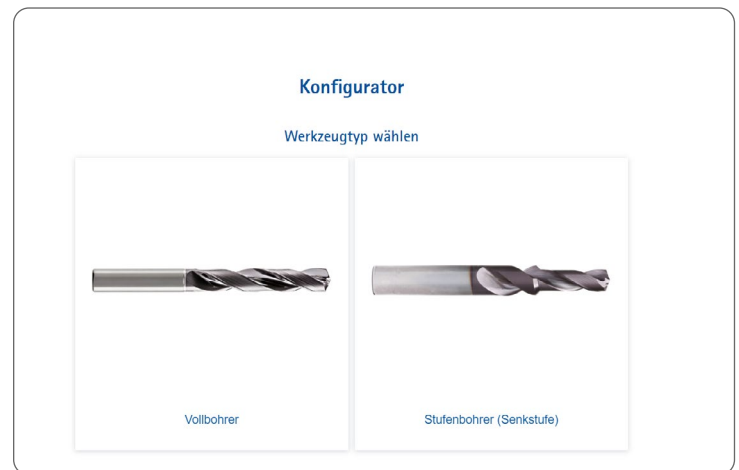 Konfigurator
Werkzeugtyp wählen
Vollbohrer
Stufenbohrer (Senkstufe)